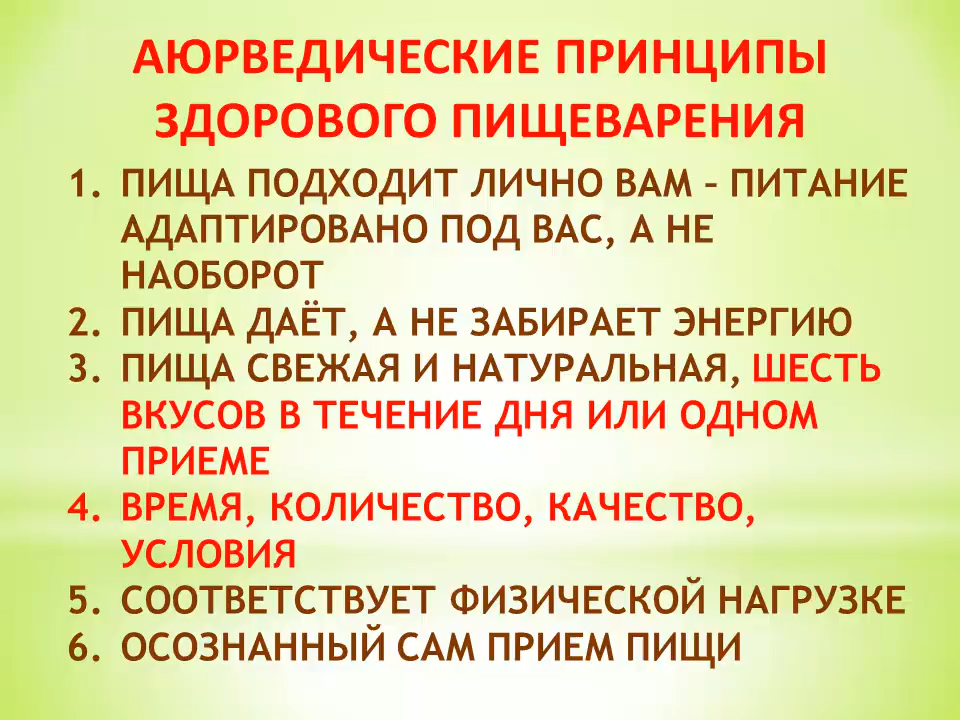 АЮРВЕДИЧЕСКИЕ ПРИНЦИПЫ
ЗДОРОВОГО ПИЩЕВАРЕНИЯ
1. ПИЩА ПОДХОДИТ ЛИЧНО ВАМ – ПИТАНИЕ
АДАПТИРОВАНО ПОД ВАС, А НЕ
НАОБОРОТ
2. ПИЩА ДАЁТ, А НЕ ЗАБИРАЕТ ЭНЕРГИЮ
3. ПИЩА СВЕЖАЯ И НАТУРАЛЬНАЯ, ШЕСТЬ
ВКУСОВ В ТЕЧЕНИЕ ДНЯ ИЛИ ОДНОМ
ПРИЕМЕ
4. ВРЕМЯ, КОЛИЧЕСТВО, КАЧЕСТВО,
УСЛОВИЯ
5. СООТВЕТСТВУЕТ ФИЗИЧЕСКОЙ НАГРУЗКЕ
6. ОСОЗНАННЫЙ САМ ПРИЕМ ПИЩИ